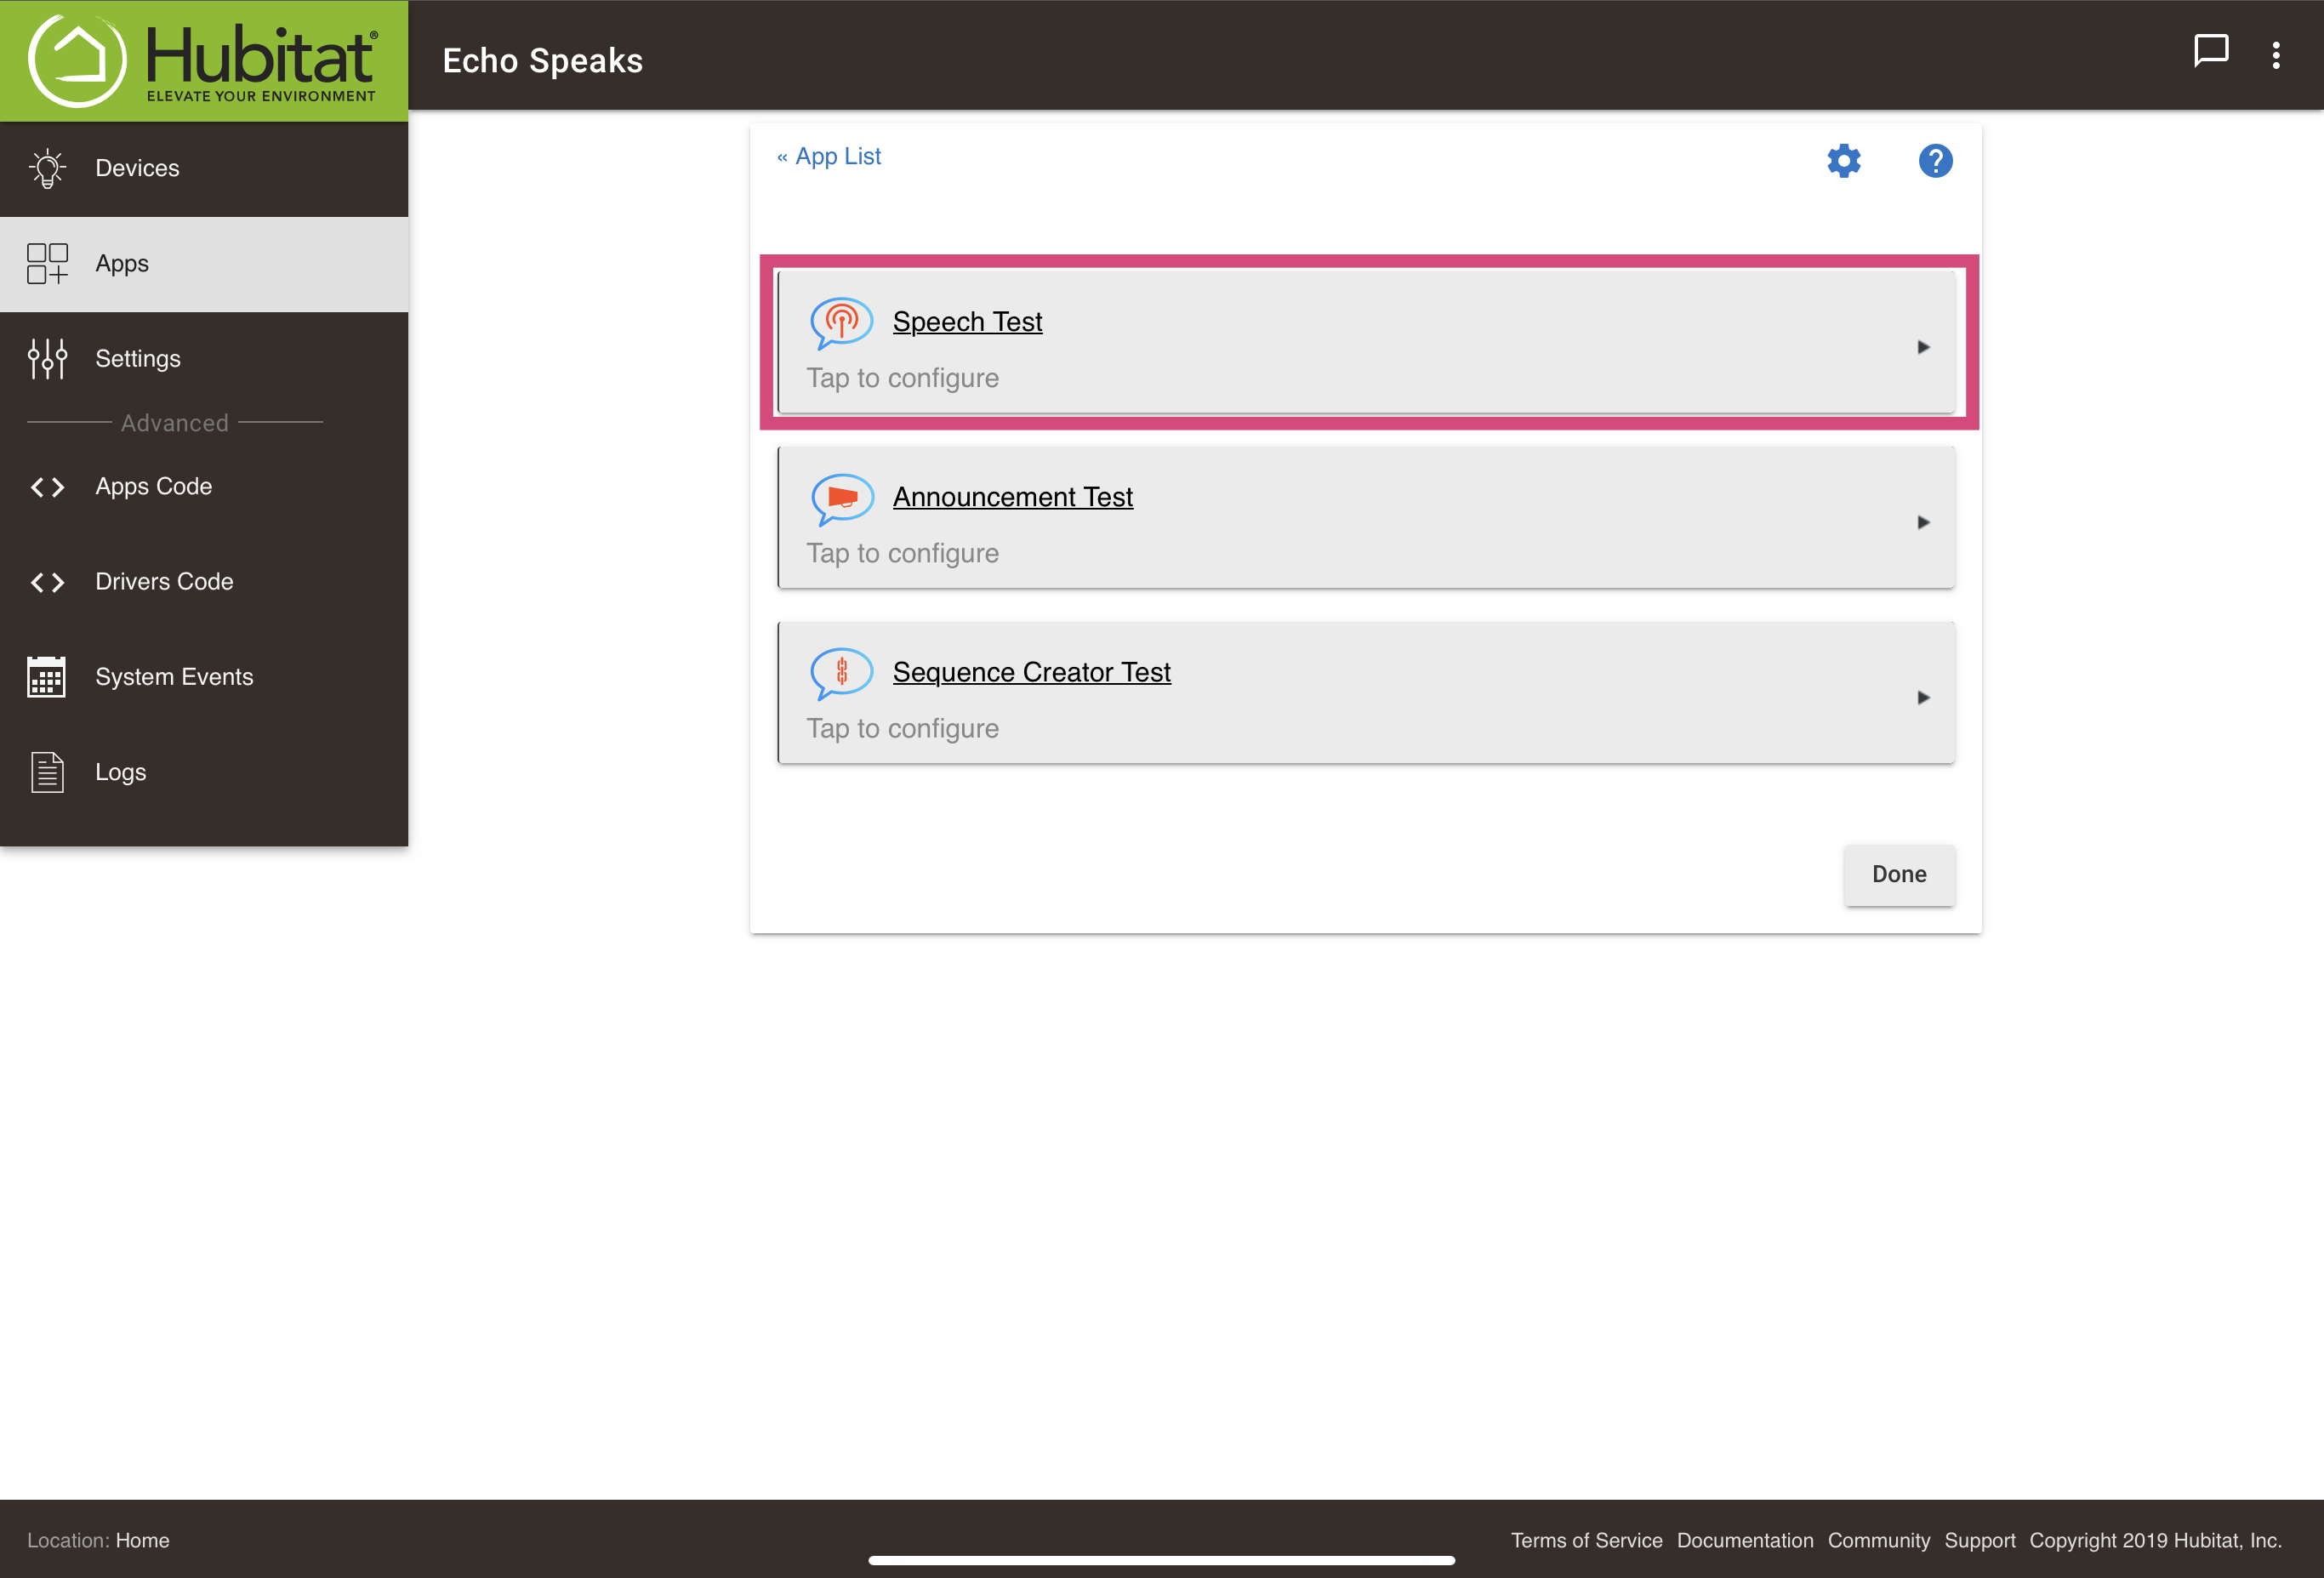 Hubitat®
ELEVATE YOUR ENVIRONMENT
Echo Speaks
Devices
Apps
Settings
Advanced
Apps Code
Drivers Code
System Events
Logs
« App List
Speech Test
Tap to configure
Announcement Test
Tap to configure
Sequence Creator Test
Tap to configure
Done
Location: Home
Terms of Service Documentation Community Support Copyright 2019 Hubitat, Inc.